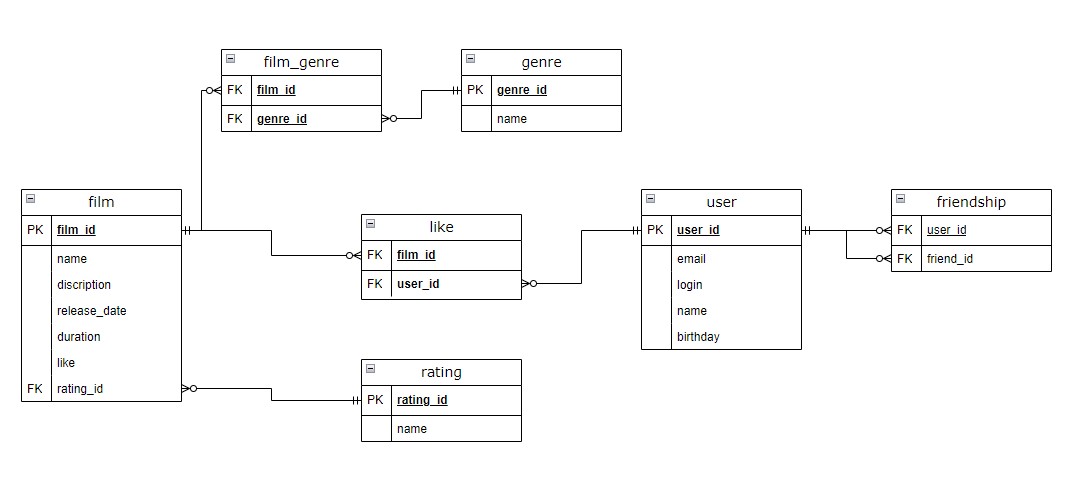 film_genre
FK film_id
FK genre_id
genre
PK genre_id
name
film
PK film_id
name
discription
release_date
duration
like
FK rating_id
like
FK film_id
FK user_id
user
PK user_id
email
login
name
birthday
friendship
FK user_id
FK friend_id
rating
PK rating_id
name